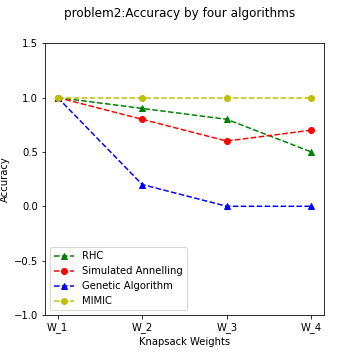 problem2:Accuracy by four algorithms
1.5
1.0
0.5
0.0
−0.5
−1.0
Accuracy
RHC
Simulated Annelling
Genetic Algorithm
MIMIC
W_1 W_2 W_3 W_4
Knapsack Weights